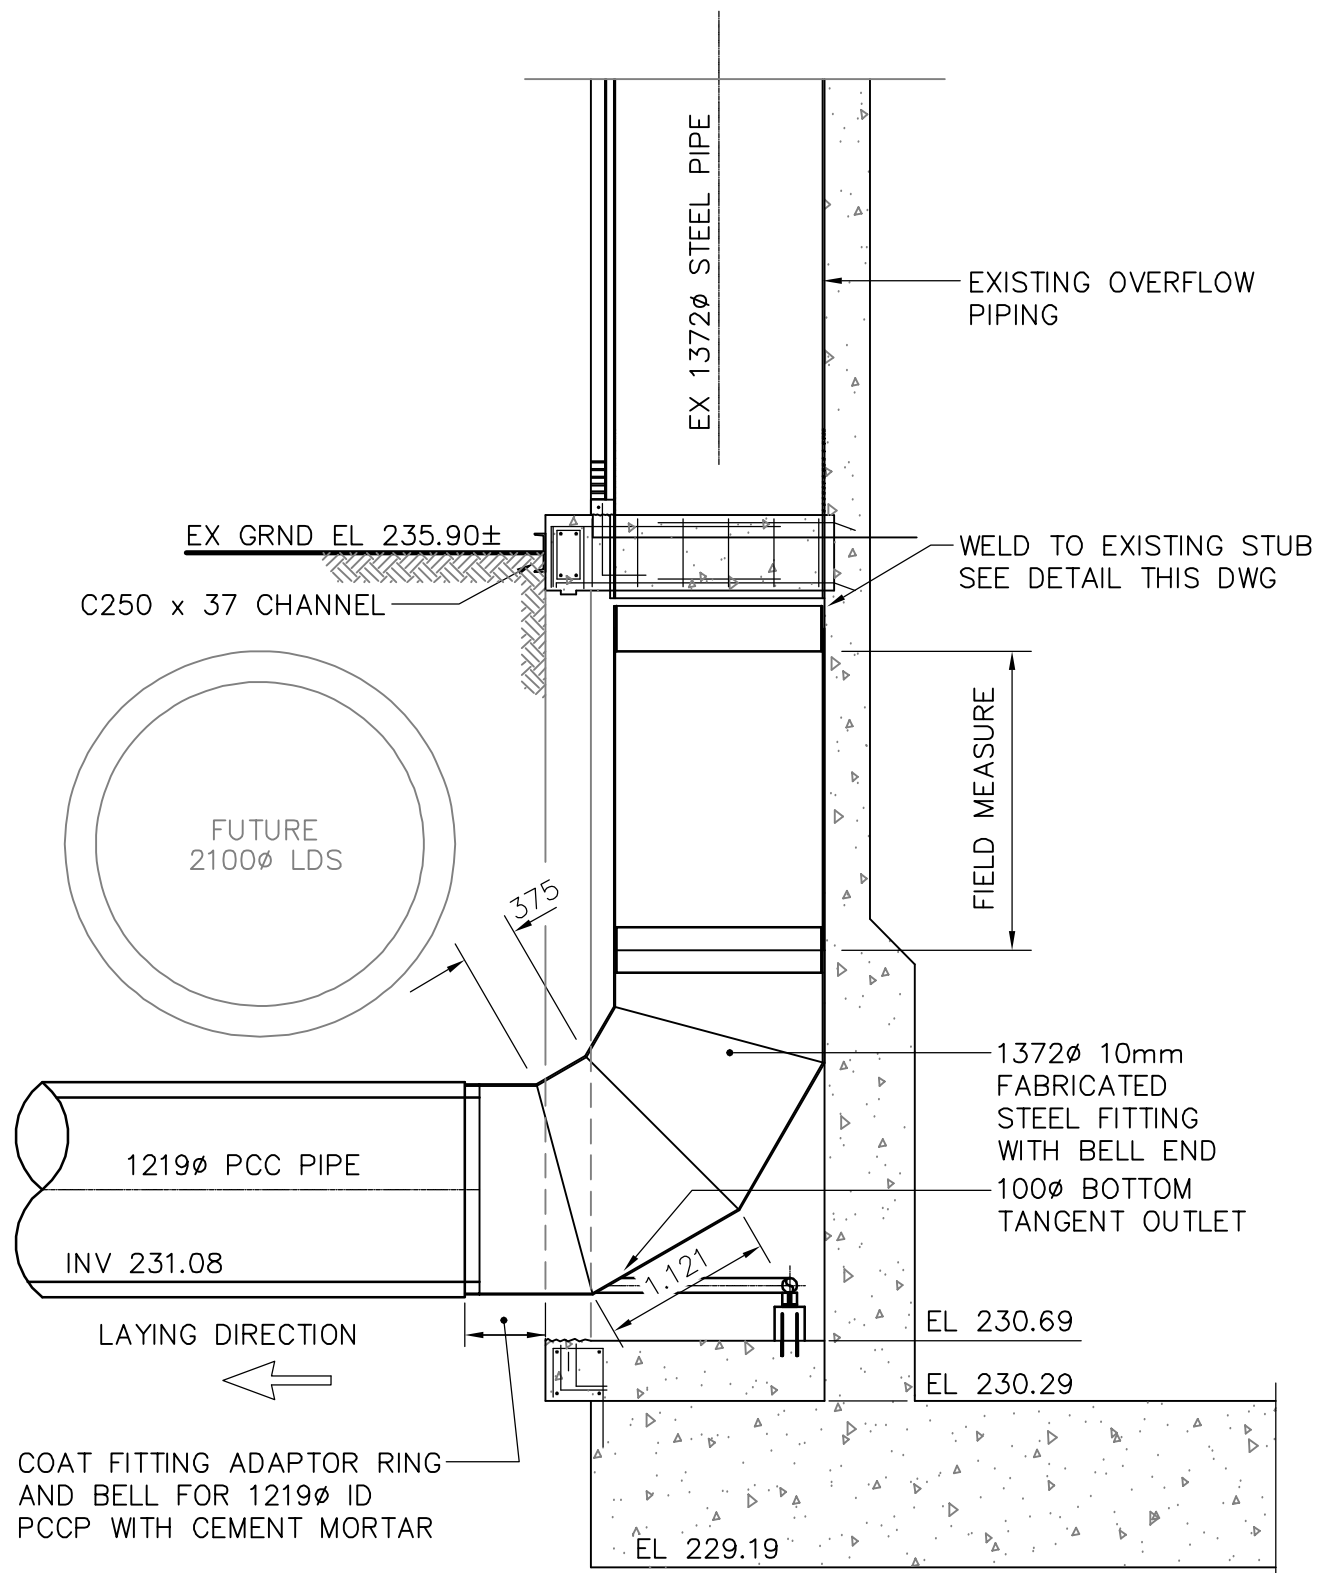 EX 1372ø STEEL PIPE
EXISTING OVERFLOW
PIPING
EX GRND EL 235.90±
WELD TO EXISTING STUB
SEE DETAIL THIS DWG
C250 x 37 CHANNEL
FIELD MEASURE
FUTURE
2100ø LDS
375
1372ø 10mm
FABRICATED
STEEL FITTING
WITH BELL END
1219ø PCC PIPE
100ø BOTTOM
TANGENT OUTLET
INV 231.08
1.121
LAYING DIRECTION
EL 230.69
EL 230.29
COAT FITTING ADAPTOR RING
AND BELL FOR 1219ø ID
PCCP WITH CEMENT MORTAR
EL 229.19